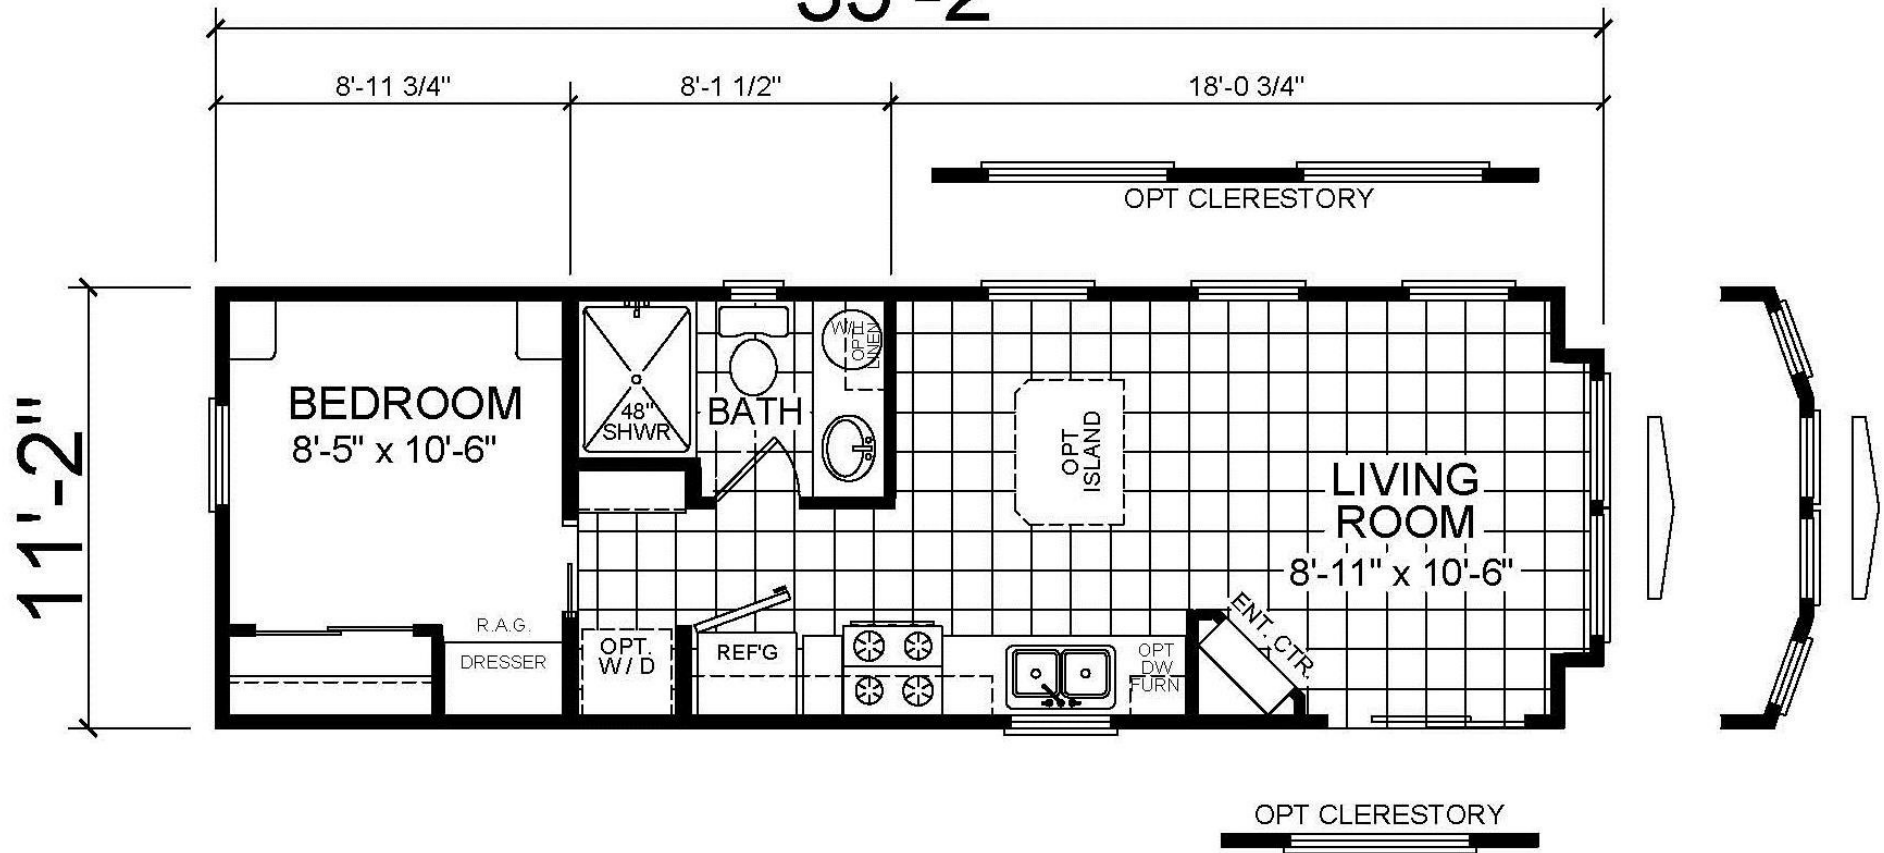 35'-2"
8'-11 3/4"
8'-1 1/2"
18'-0 3/4"
OPT CLERESTORY
11'-2"
BEDROOM
8'-5" x 10'-6"
48"
SHWR
BATH
W/H
OPT
LINEN
OPT
ISLAND
LIVING
ROOM
8'-11" x 10'-6"
R.A.G.
DRESSER
OPT.
W/D
REF'G
OPT
DW
FURN
ENT. CTR.
OPT CLERESTORY